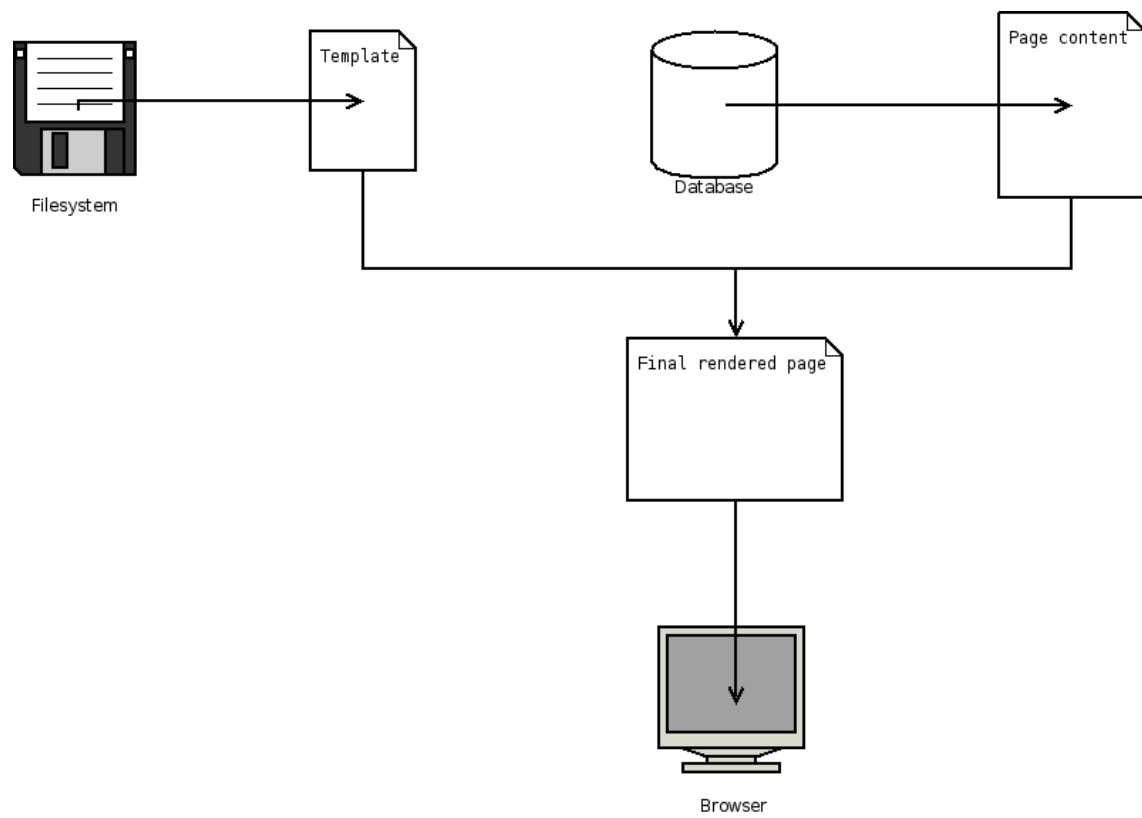 Template
Page content
Filesystem
Database
Final rendered page
Browser